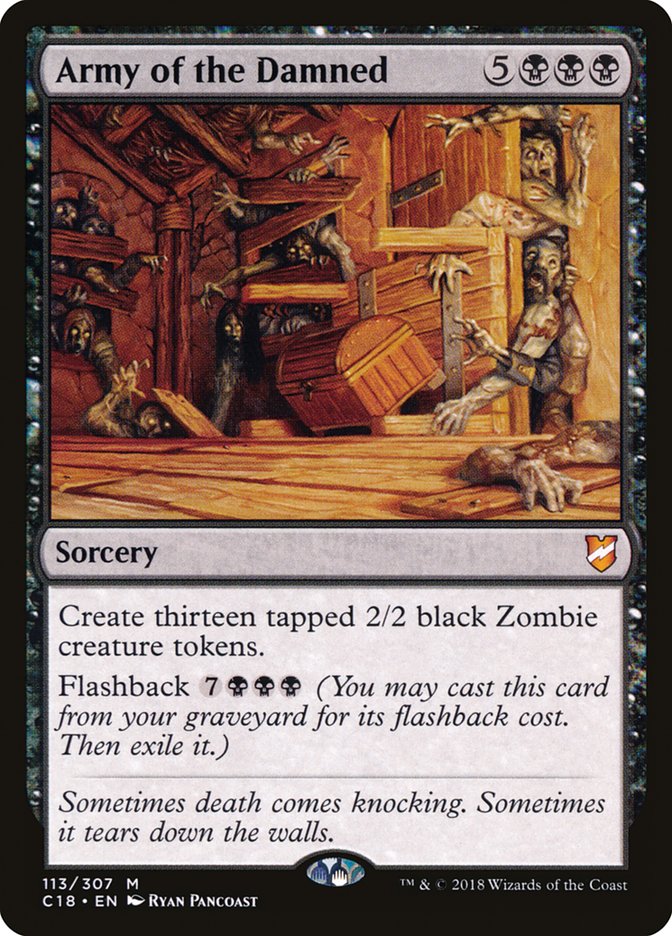 Army of the Damned 5
Sorcery
Create thirteen tapped 2/2 black Zombie
creature tokens.
Flashback 7 (You may cast this card
from your graveyard for its flashback cost.
Then exile it.)
Sometimes death comes knocking. Sometimes
it tears down the walls.
113/307 M
C18 • EN Ryan Pancoast
™ & © 2018 Wizards of the Coast